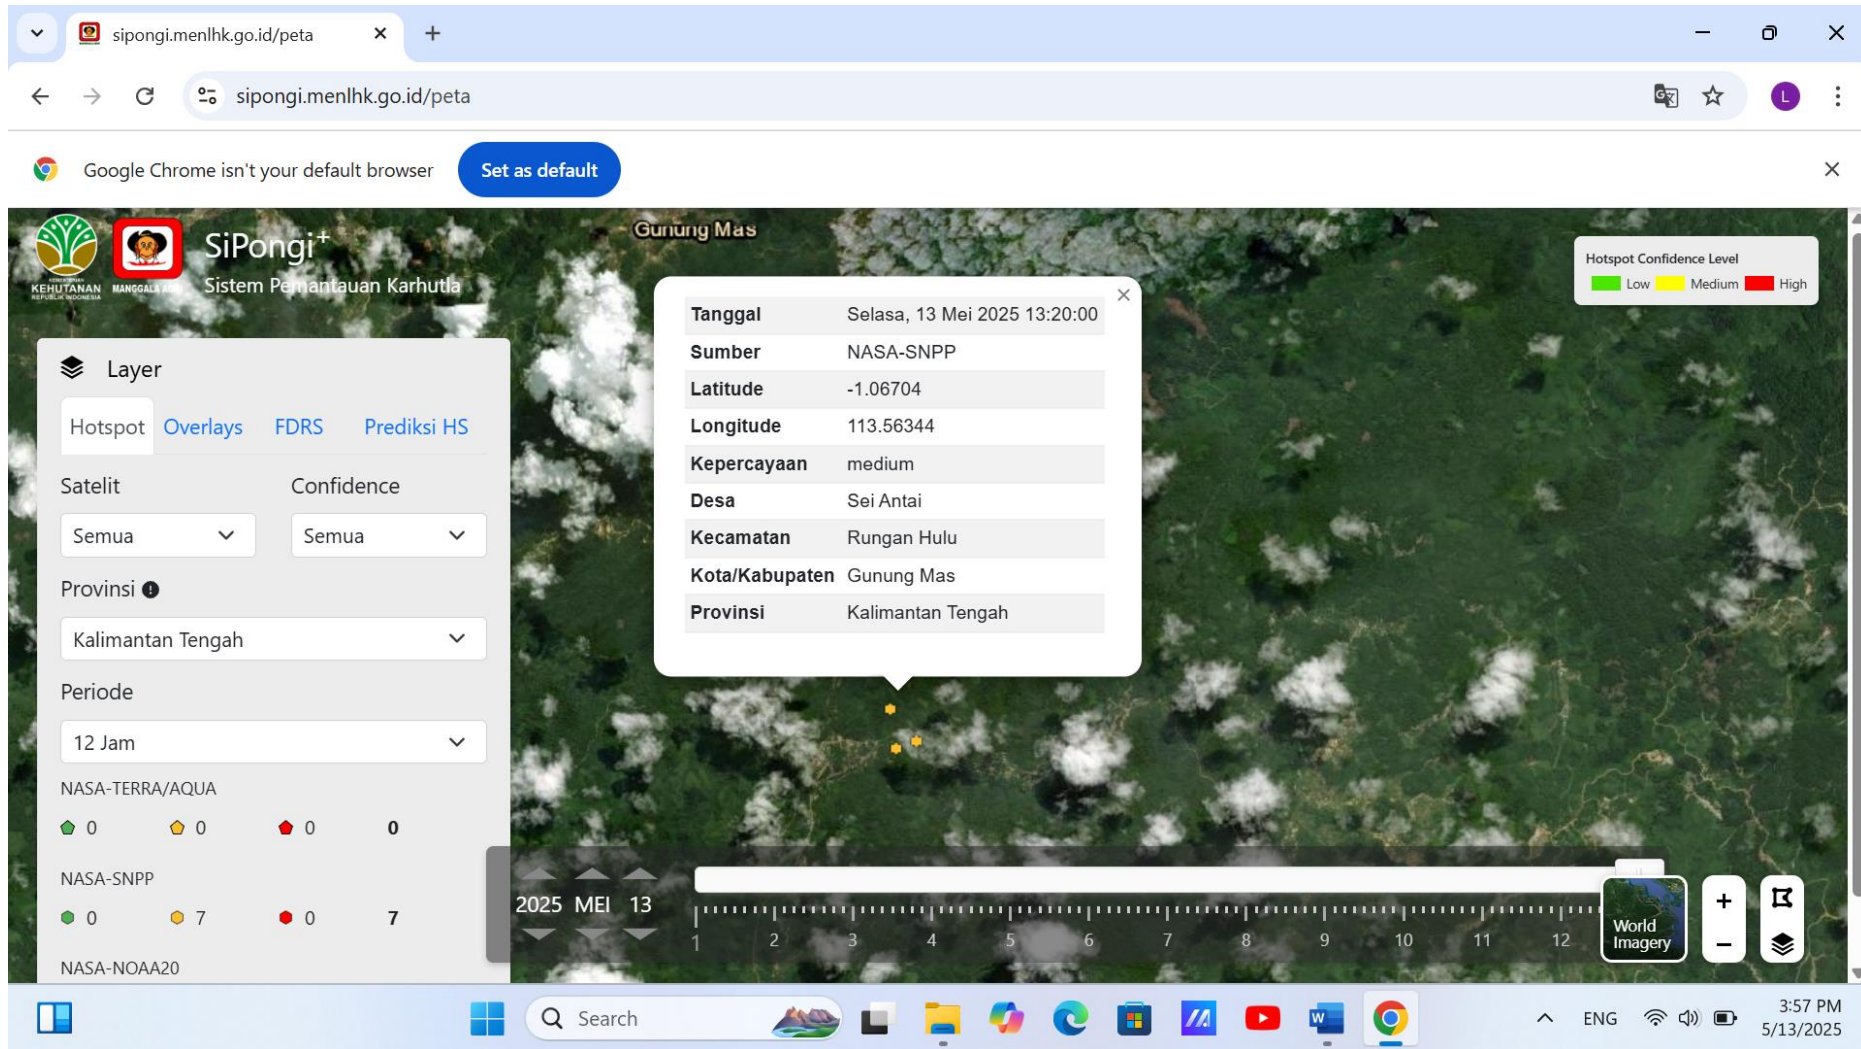 sipongi.menlhk.go.id/peta
sipongi.menlhk.go.id/peta
L
Google Chrome isn't your default browser
Set as default
Gunung Mas
KEMENTERIAN
KEHUTANAN
REPUBLIK INDONESIA
MANGGALA AGNI
SiPongi+
Sistem Pemantauan Karhutla
Hotspot Confidence Level
Low Medium High
Tanggal Selasa, 13 Mei 2025 13:20:00
Sumber NASA-SNPP
Latitude -1.06704
Longitude 113.56344
Kepercayaan medium
Desa Sei Antai
Kecamatan Rungan Hulu
Kota/Kabupaten Gunung Mas
Provinsi Kalimantan Tengah
Layer
Hotspot Overlays FDRS Prediksi HS
Satelit Confidence
Semua Semua
Provinsi
Kalimantan Tengah
Periode
12 Jam
NASA-TERRA/AQUA
0 0 0 0
NASA-SNPP
0 7 0 7
NASA-NOAA20
2025 MEI 13
1 2 3 4 5 6 7 8 9 10 11 12
World
Imagery
+
−
Search
ENG
3:57 PM
5/13/2025